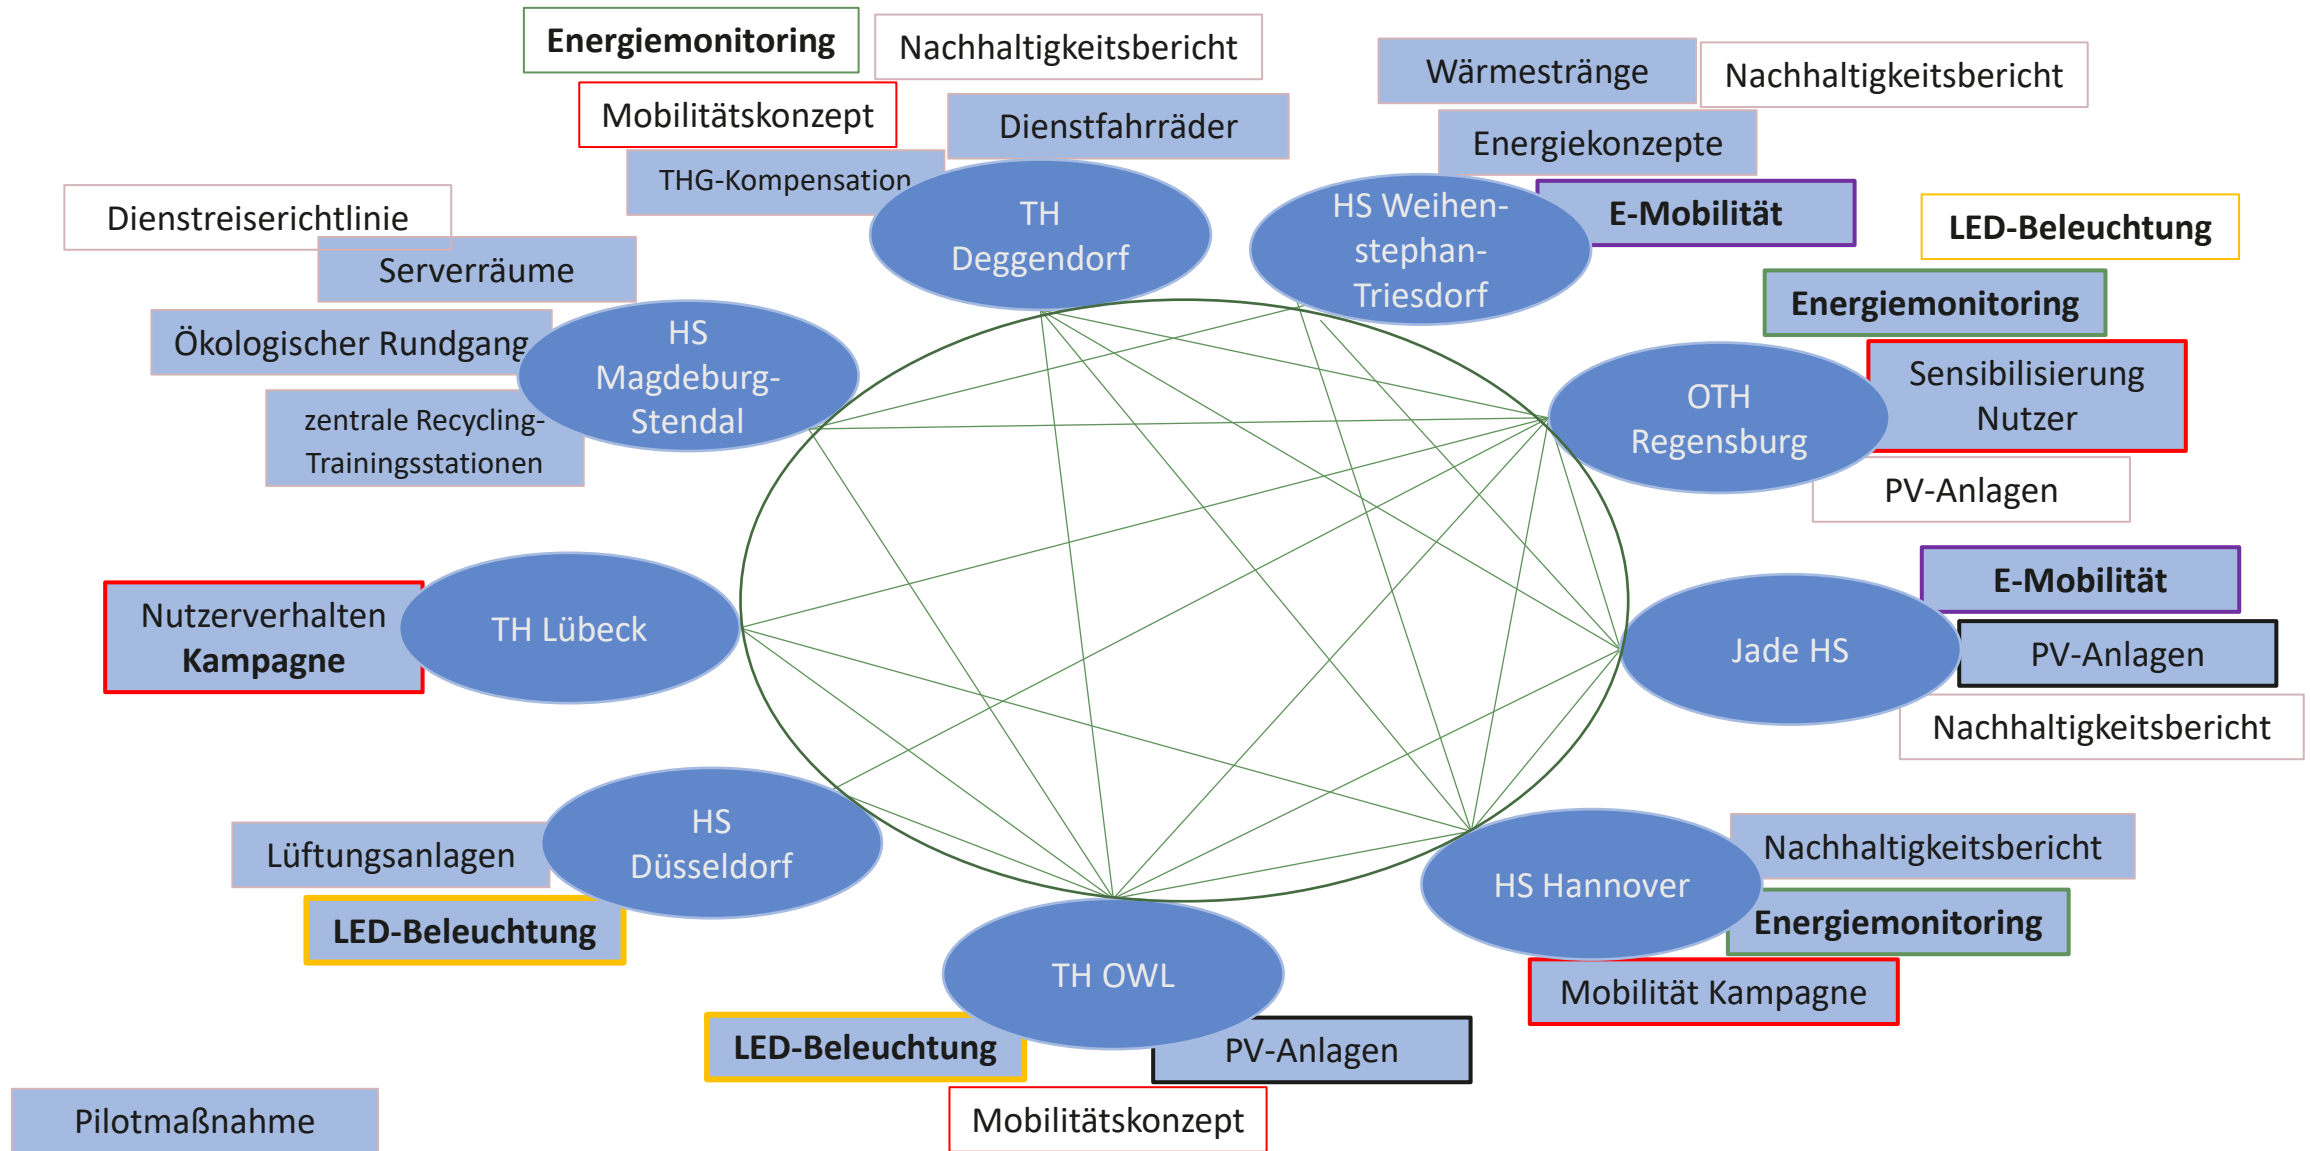 Energiemonitoring
Nachhaltigkeitsbericht
Mobilitätskonzept
Dienstfahrräder
THG-Kompensation
TH
Deggendorf
Wärmestränge
Nachhaltigkeitsbericht
Energiekonzepte
E-Mobilität
HS Weihen-
stephan-
Triesdorf
LED-Beleuchtung
Energiemonitoring
Sensibilisierung
Nutzer
OTH
Regensburg
PV-Anlagen
Dienstreiserichtlinie
Serverräume
Ökologischer Rundgang
zentrale Recycling-
Trainingsstationen
HS
Magdeburg-
Stendal
E-Mobilität
Jade HS
PV-Anlagen
Nachhaltigkeitsbericht
Nutzerverhalten
Kampagne
TH Lübeck
HS
Düsseldorf
Lüftungsanlagen
LED-Beleuchtung
Nachhaltigkeitsbericht
HS Hannover
Energiemonitoring
Mobilität Kampagne
TH OWL
LED-Beleuchtung
PV-Anlagen
Mobilitätskonzept
Pilotmaßnahme